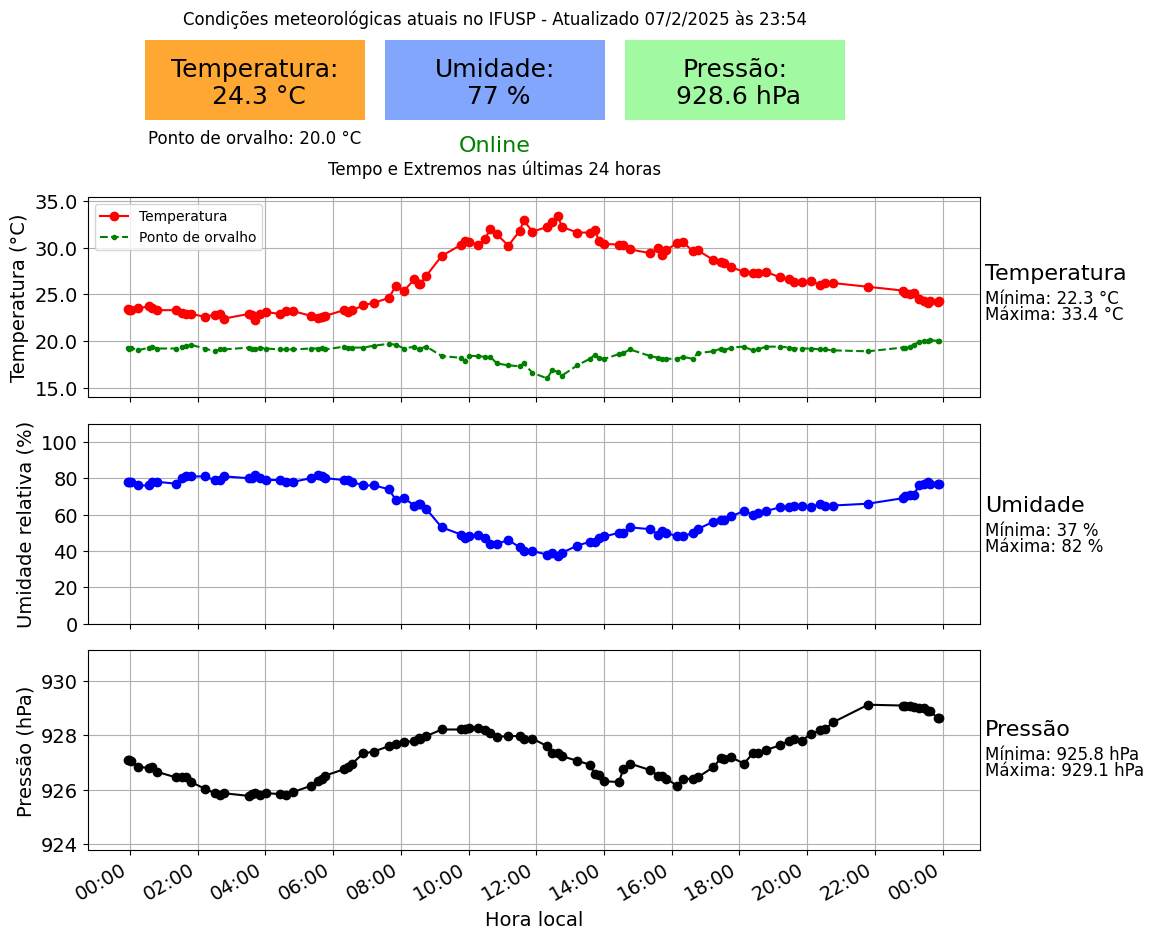 Condições meteorológicas atuais no IFUSP - Atualizado 07/2/2025 às 23:54
Temperatura:
24.3 °C
Umidade:
77 %
Pressão:
928.6 hPa
Ponto de orvalho: 20.0 °C
Online
Tempo e Extremos nas últimas 24 horas
Temperatura (°C)
35.0
30.0
25.0
20.0
15.0
Temperatura
Ponto de orvalho
Temperatura
Mínima: 22.3 °C
Máxima: 33.4 °C
Umidade relativa (%)
100
80
60
40
20
0
Umidade
Mínima: 37 %
Máxima: 82 %
Pressão (hPa)
930
928
926
924
Pressão
Mínima: 925.8 hPa
Máxima: 929.1 hPa
00:00 02:00 04:00 06:00 08:00 10:00 12:00 14:00 16:00 18:00 20:00 22:00 00:00
Hora local